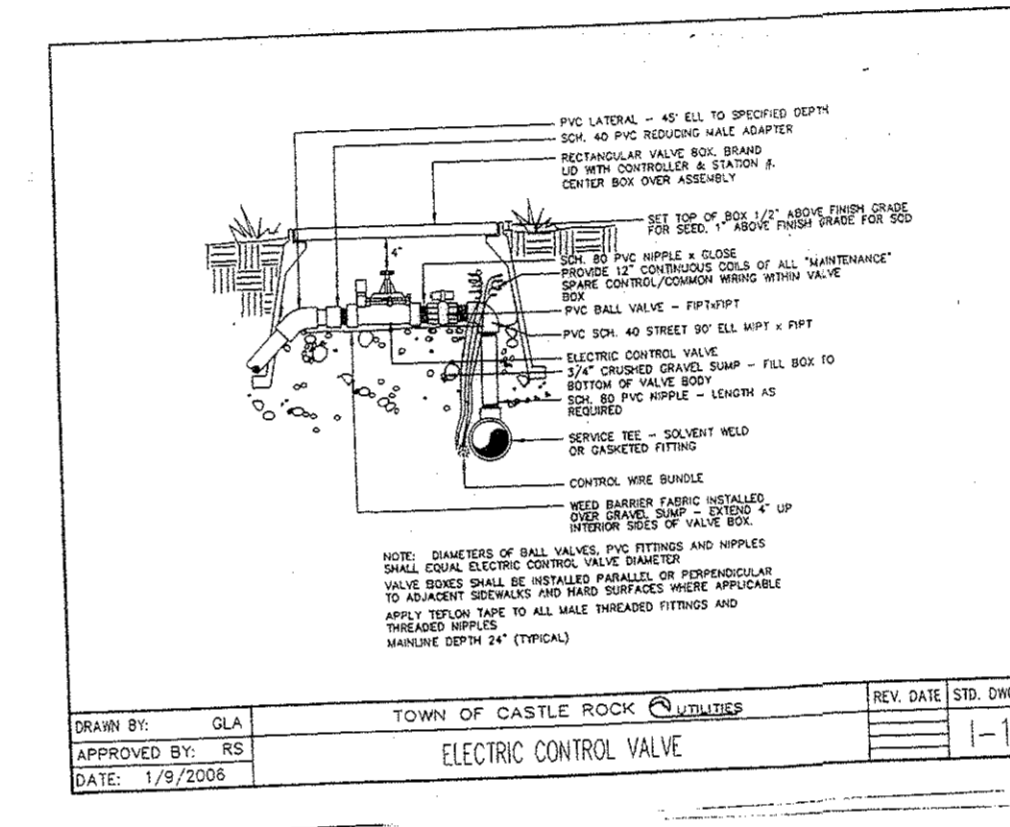 PVC LATERAL – 45° ELL TO SPECIFIED DEPTH
SCH. 40 PVC REDUCING MALE ADAPTER
RECTANGULAR VALVE BOX. BRAND
LID WITH CONTROLLER & STATION #.
CENTER BOX OVER ASSEMBLY
SET TOP OF BOX 1/2" ABOVE FINISH GRADE
FOR SEED, 1" ABOVE FINISH GRADE FOR SOD
4"
SCH. 80 PVC NIPPLE x CLOSE
PROVIDE 12" CONTINUOUS COILS OF ALL "MAINTENANCE"
SPARE CONTROL/COMMON WIRING WITHIN VALVE
BOX
PVC BALL VALVE – FIPTxFIPT
PVC SCH. 40 STREET 90° ELL MIPT x FIPT
ELECTRIC CONTROL VALVE
3/4" CRUSHED GRAVEL SUMP – FILL BOX TO
BOTTOM OF VALVE BODY
SCH. 80 PVC NIPPLE – LENGTH AS
REQUIRED
SERVICE TEE – SOLVENT WELD
OR GASKETED FITTING
CONTROL WIRE BUNDLE
WEED BARRIER FABRIC INSTALLED
OVER GRAVEL SUMP – EXTEND 4" UP
INTERIOR SIDES OF VALVE BOX.
NOTE: DIAMETERS OF BALL VALVES, PVC FITTINGS AND NIPPLES
SHALL EQUAL ELECTRIC CONTROL VALVE DIAMETER
VALVE BOXES SHALL BE INSTALLED PARALLEL OR PERPENDICULAR
TO ADJACENT SIDEWALKS AND HARD SURFACES WHERE APPLICABLE
APPLY TEFLON TAPE TO ALL MALE THREADED FITTINGS AND
THREADED NIPPLES
MAINLINE DEPTH 24" (TYPICAL)
DRAWN BY: GLA
APPROVED BY: RS
DATE: 1/9/2006
TOWN OF CASTLE ROCK UTILITIES
ELECTRIC CONTROL VALVE
REV. DATE
STD. DWG
I-1